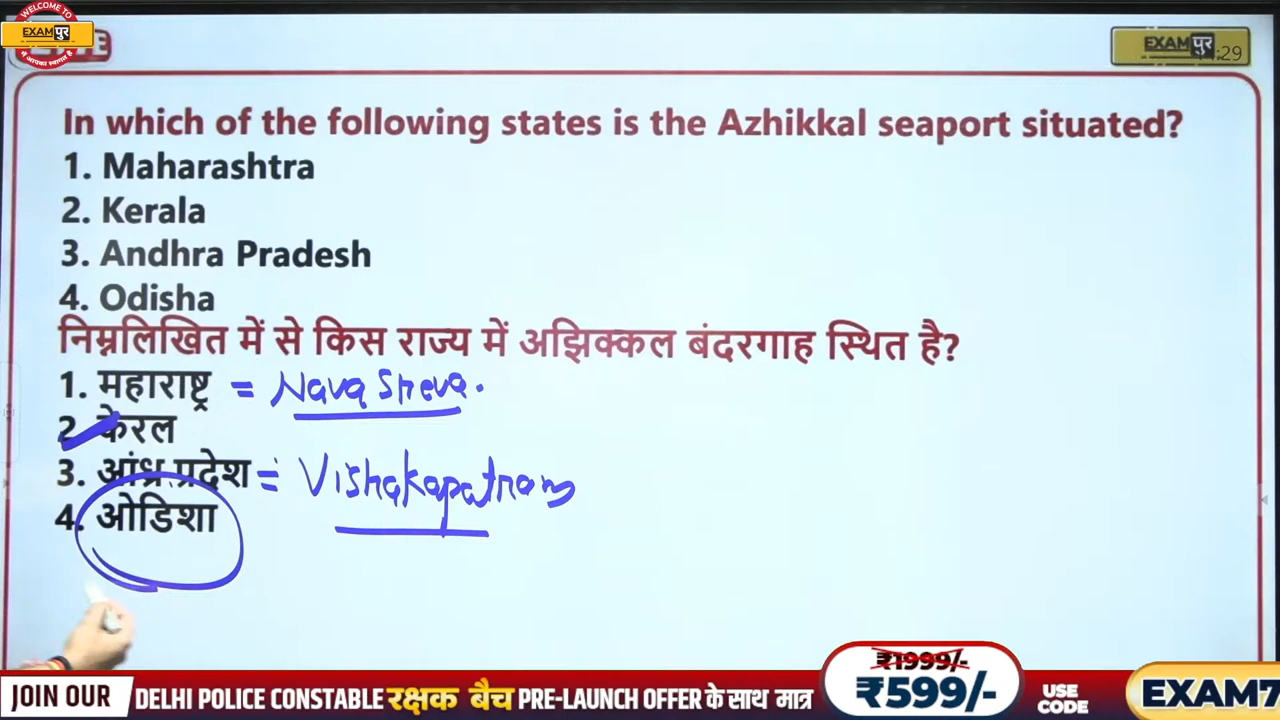 WELCOME TO
EXAMपुर
में आपका स्वागत है
EXAMपुर
:29
In which of the following states is the Azhikkal seaport situated?
1. Maharashtra
2. Kerala
3. Andhra Pradesh
4. Odisha
निम्नलिखित में से किस राज्य में अझिक्कल बंदरगाह स्थित है?
1. महाराष्ट्र = Nava Sheva.
2. केरल
3. आंध्र प्रदेश = Vishakapatnam
4. ओडिशा
JOIN OUR DELHI POLICE CONSTABLE रक्षक बैच PRE-LAUNCH OFFER के साथ मात्र ₹1999/- ₹599/- USE CODE EXAM7